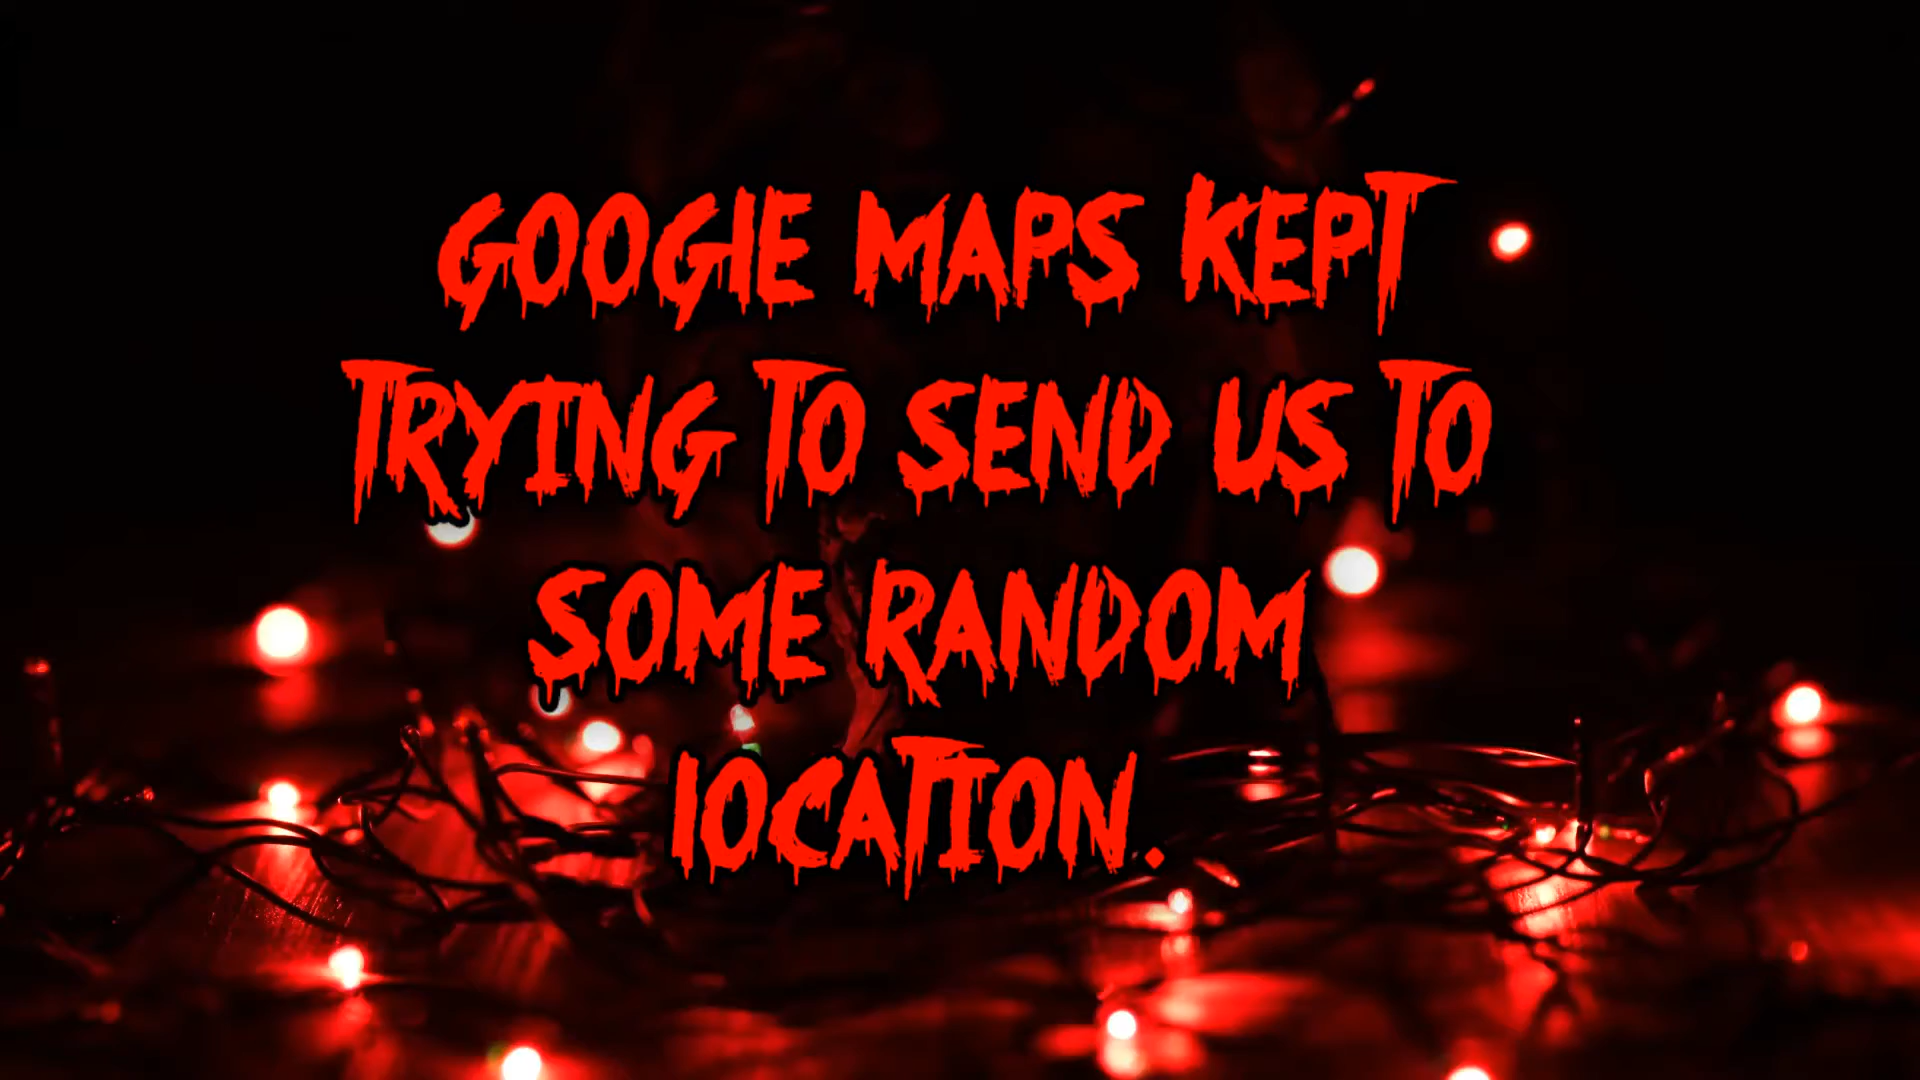 GOOGlE MAPS KEPT
TRYING TO SEND US TO
SOME RANDOM
lOCATION.